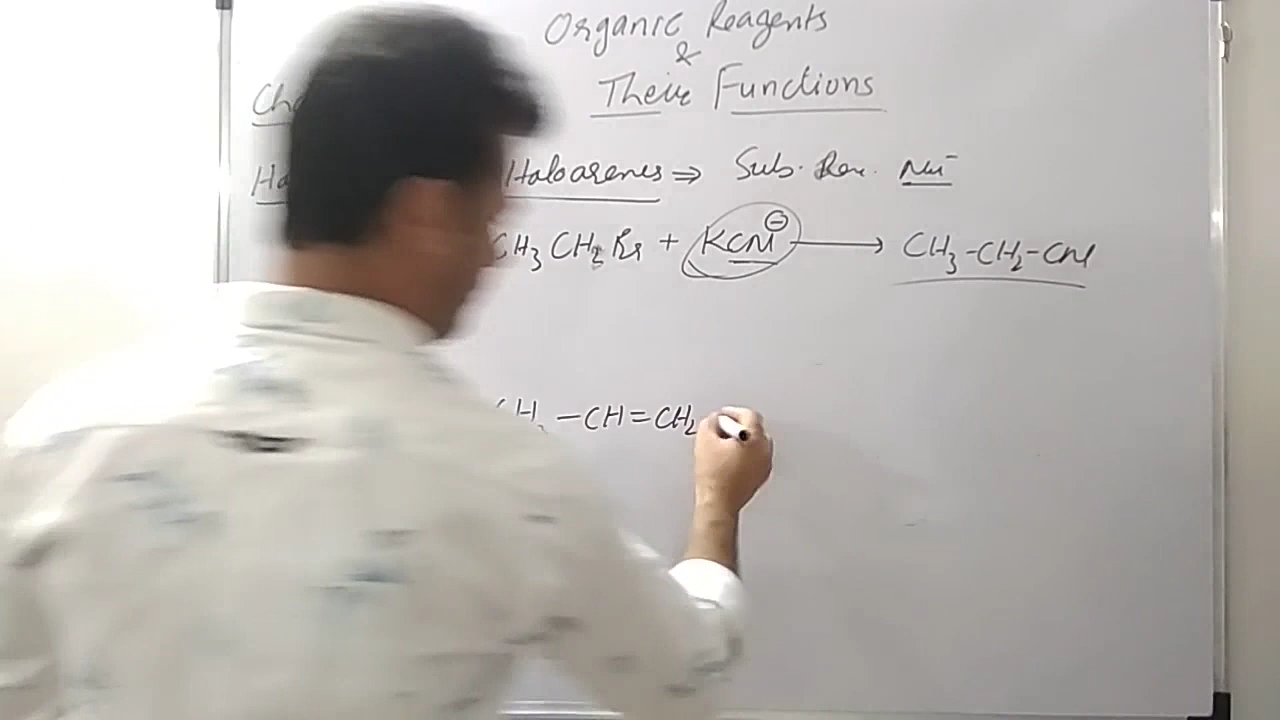 Organic Reagents
&
Their Functions
Haloarenes ⇒ Sub. Rex. Nu⁻
CH3 CH2 Br + KCN⊖ ⟶ CH3-CH2-CN
-CH=CH2